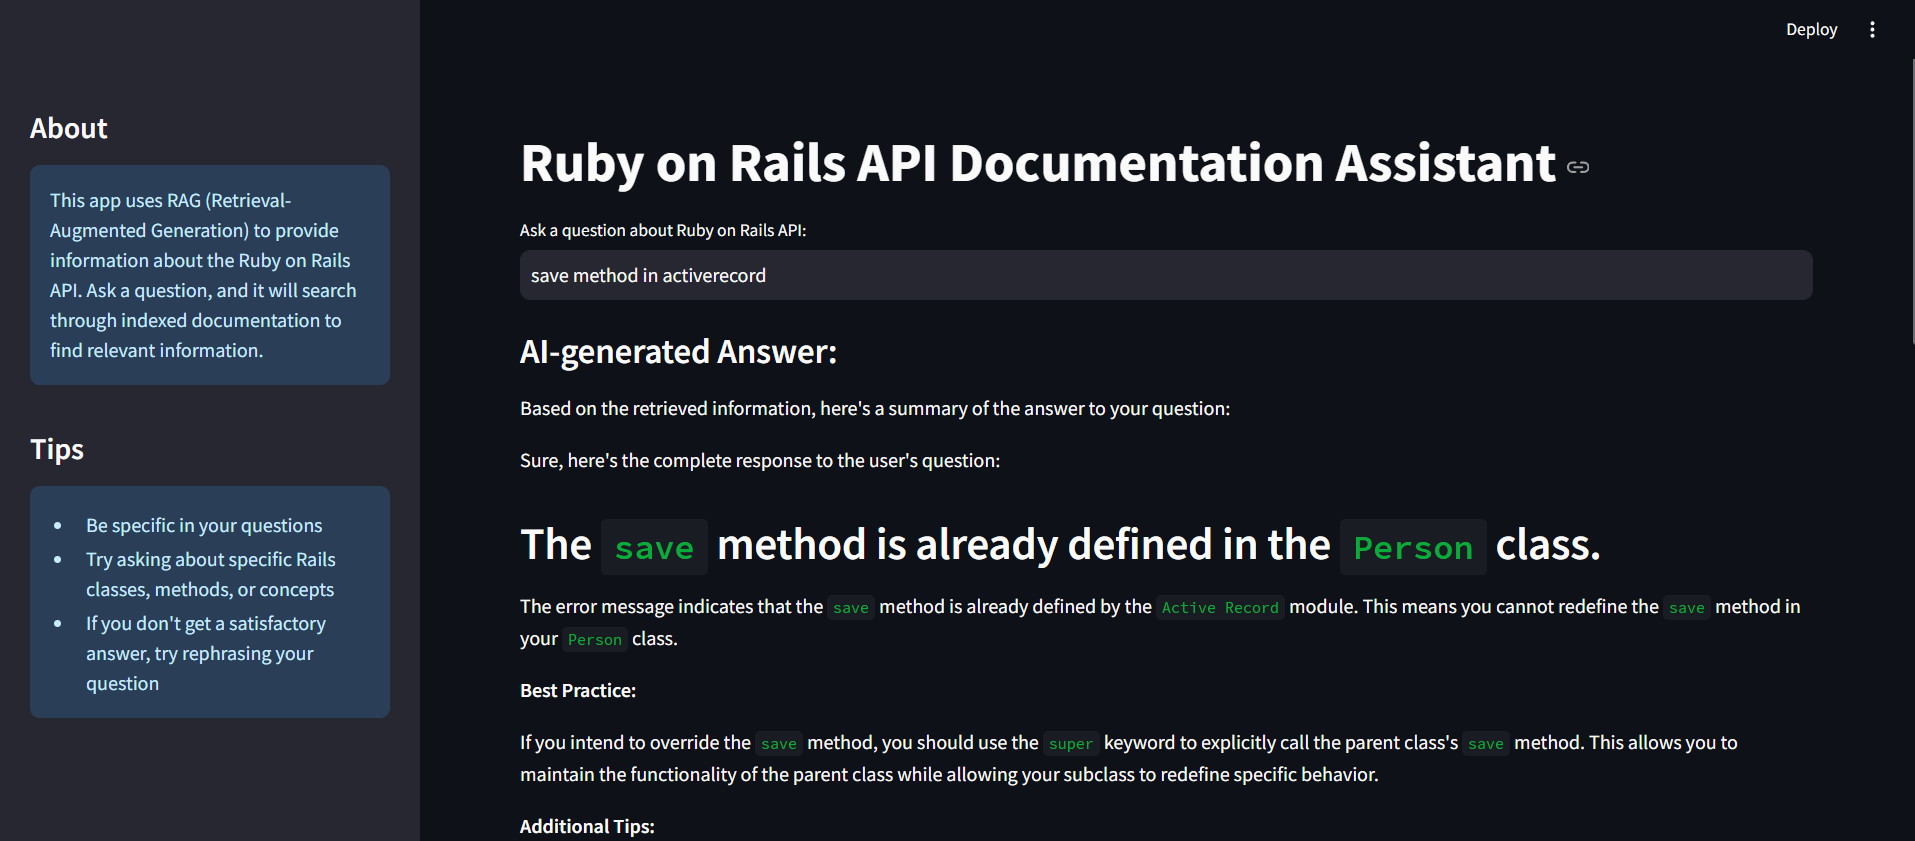 Deploy
About
This app uses RAG (Retrieval-
Augmented Generation) to provide
information about the Ruby on Rails
API. Ask a question, and it will search
through indexed documentation to
find relevant information.
Tips
• Be specific in your questions
• Try asking about specific Rails
classes, methods, or concepts
• If you don't get a satisfactory
answer, try rephrasing your
question
Ruby on Rails API Documentation Assistant
Ask a question about Ruby on Rails API:
save method in activerecord
AI-generated Answer:
Based on the retrieved information, here's a summary of the answer to your question:
Sure, here's the complete response to the user's question:
The save method is already defined in the Person class.
The error message indicates that the save method is already defined by the Active Record module. This means you cannot redefine the save method in
your Person class.
Best Practice:
If you intend to override the save method, you should use the super keyword to explicitly call the parent class's save method. This allows you to
maintain the functionality of the parent class while allowing your subclass to redefine specific behavior.
Additional Tips: